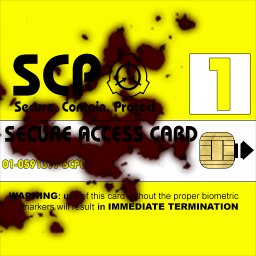 SCP
1
Secure. Contain. Protect
SECURE ACCESS CARD
WARNING: use of this card without the proper biometric
markers will result in IMMEDIATE TERMINATION